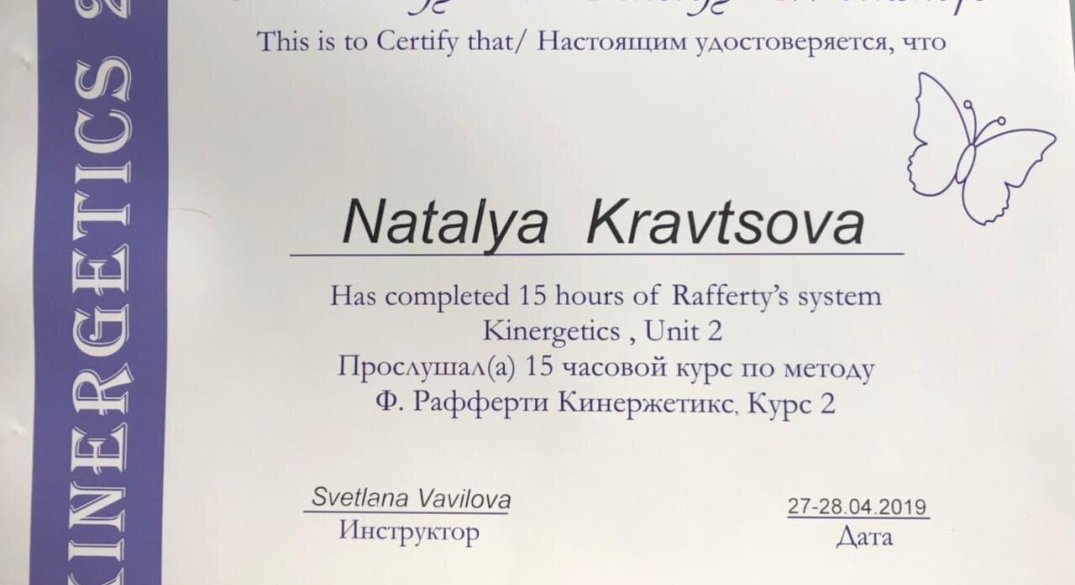 This is to Certify that/ Настоящим удостоверяется, что
Natalya Kravtsova
Has completed 15 hours of Rafferty's system
Kinergetics , Unit 2
Прослушал(а) 15 часовой курс по методу
Ф. Рафферти Кинержетикс, Курс 2
Svetlana Vavilova
Инструктор
27-28.04.2019
Дата
KINERGETICS 2